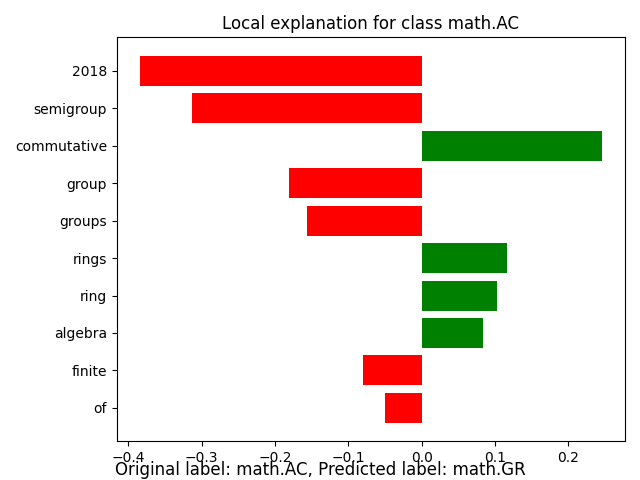 Local explanation for class math.AC
2018
semigroup
commutative
group
groups
rings
ring
algebra
finite
of
−0.4 −0.3 −0.2 −0.1 0.0 0.1 0.2
Original label: math.AC, Predicted label: math.GR